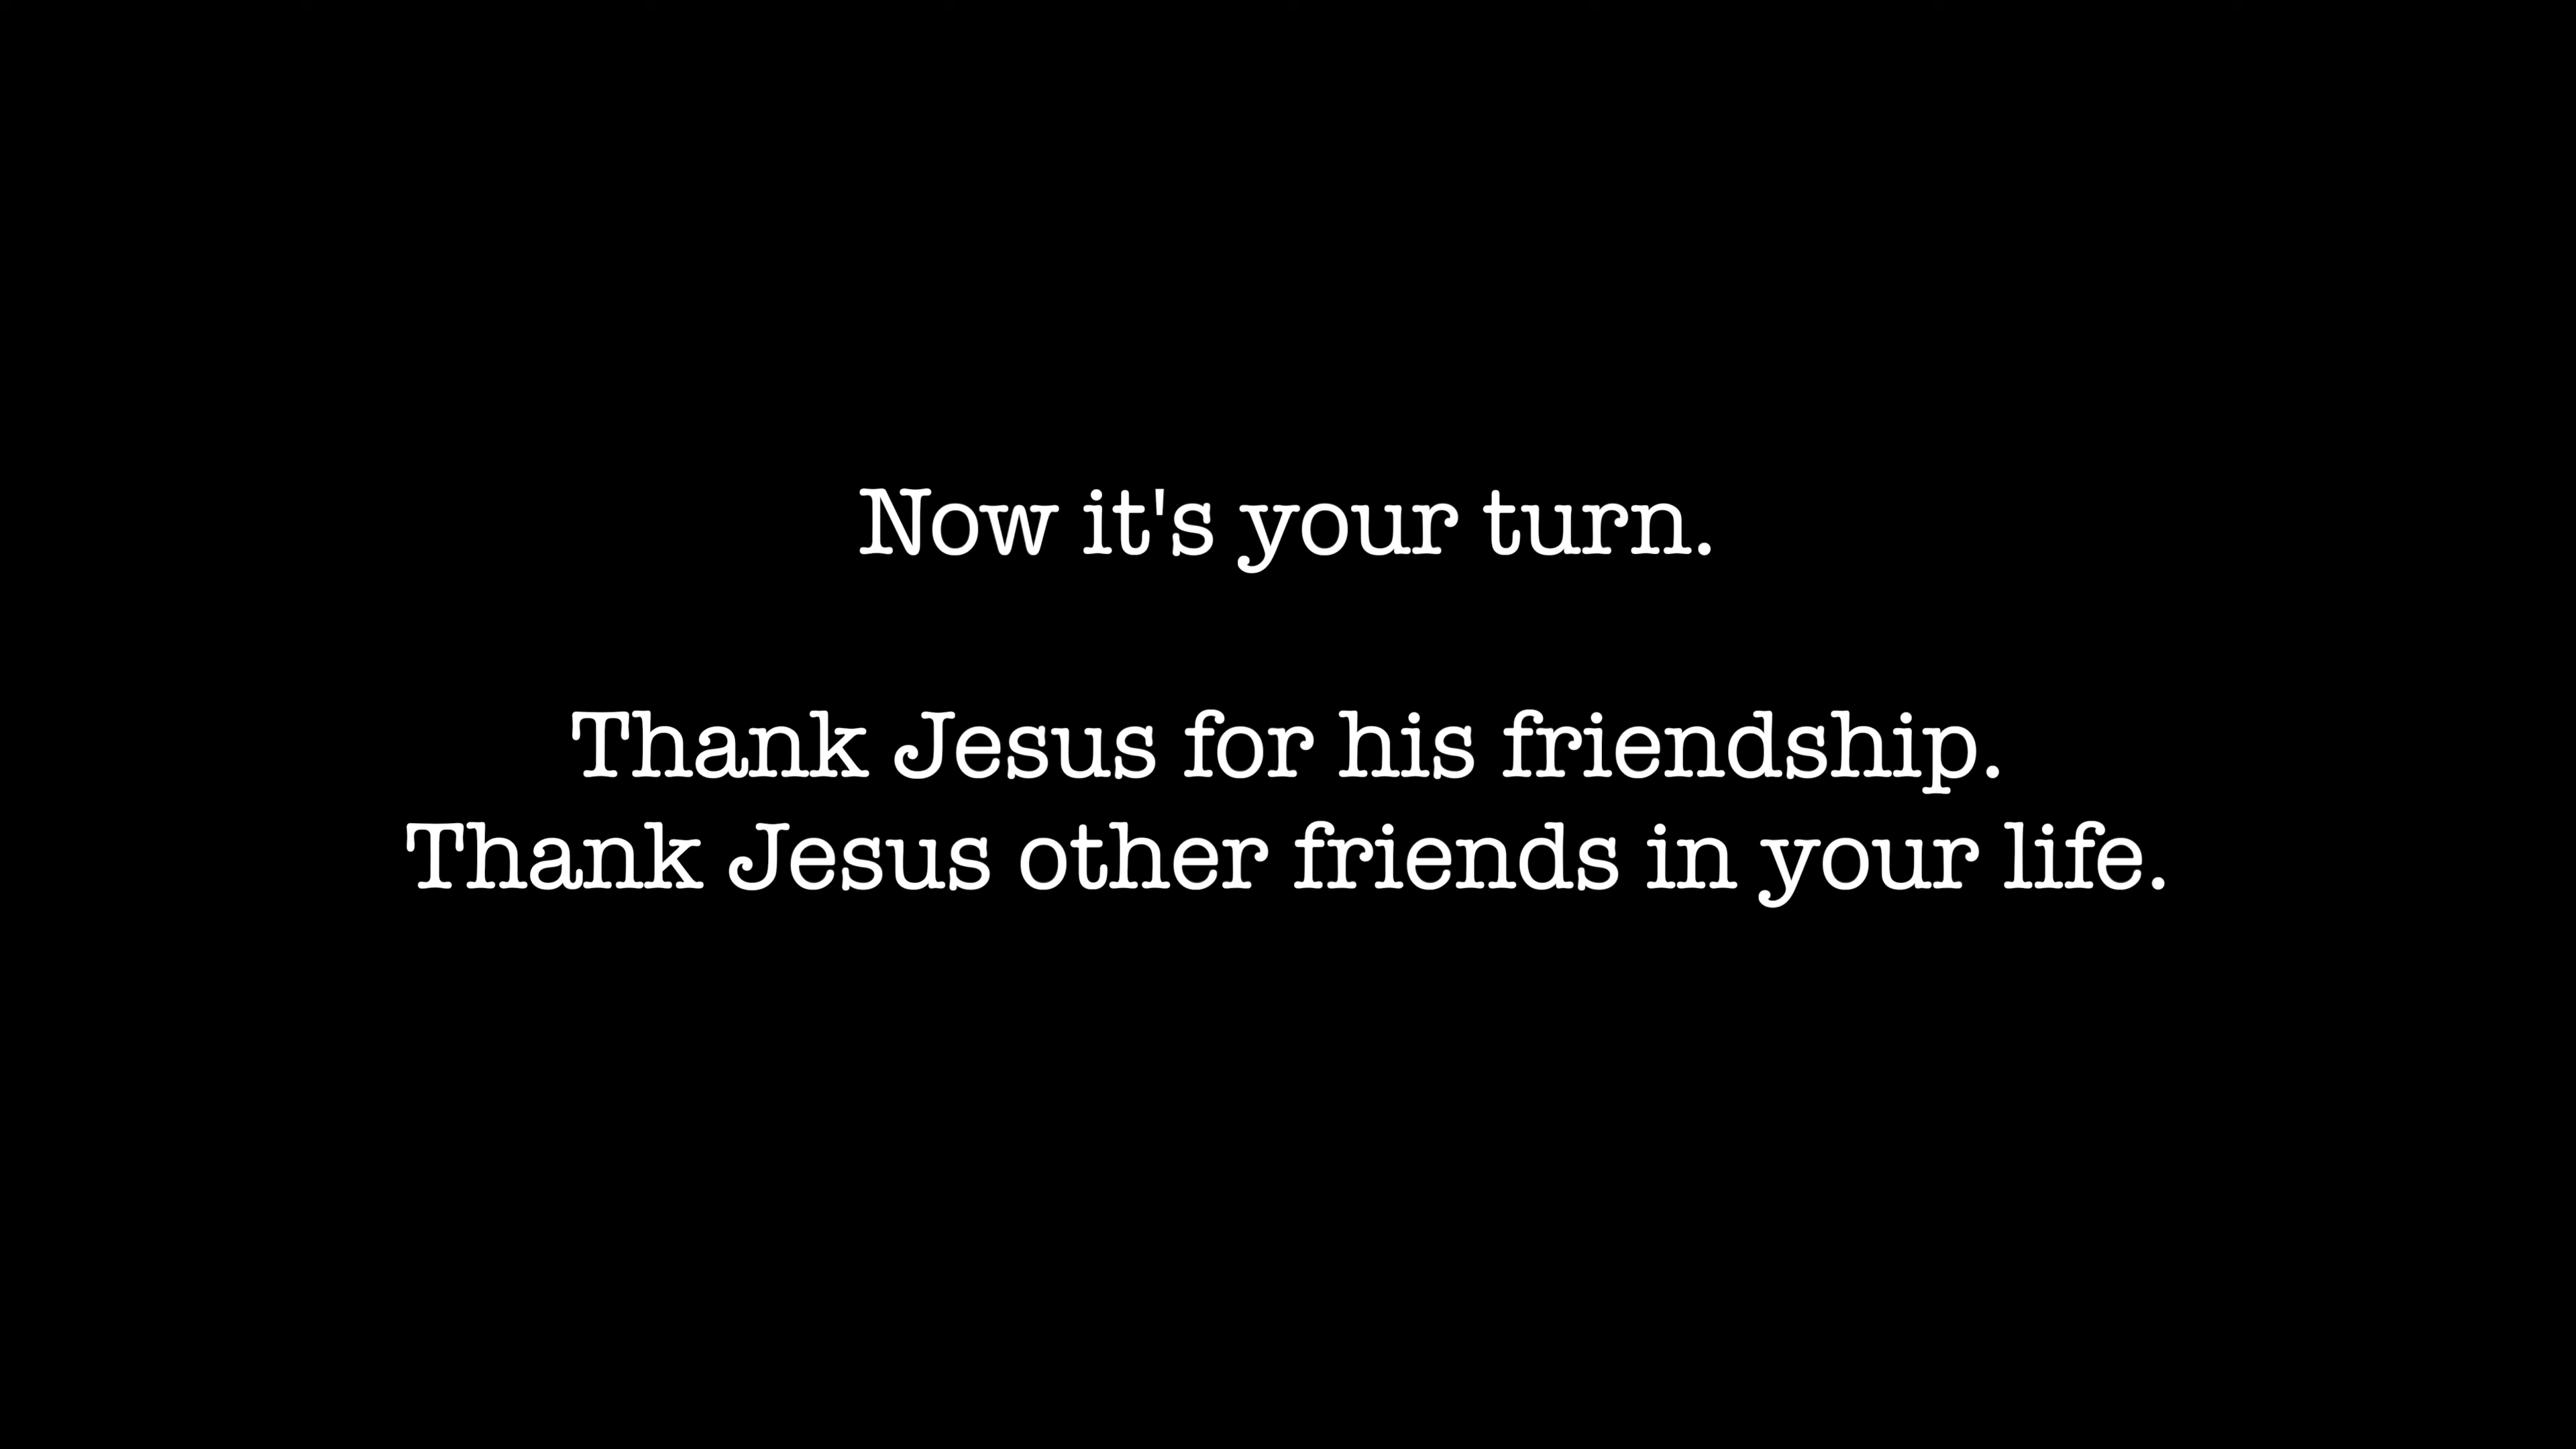 Now it's your turn.
Thank Jesus for his friendship.
Thank Jesus other friends in your life.